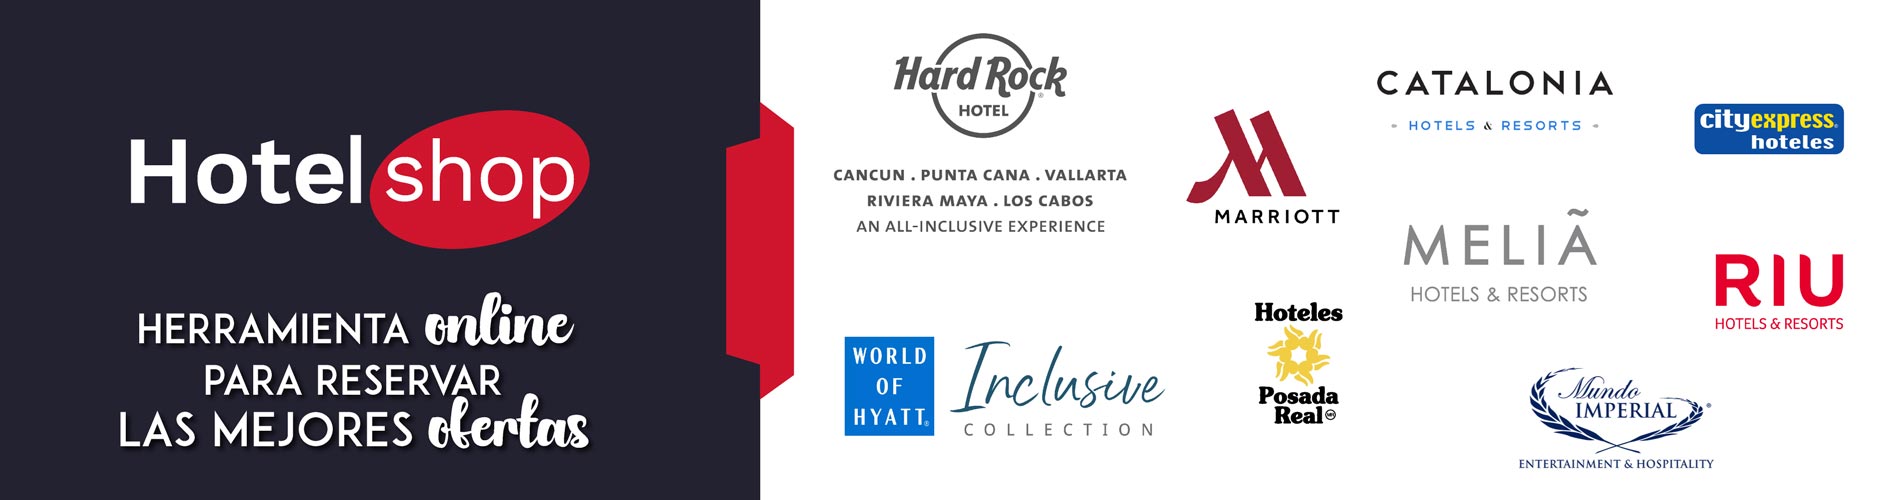 Hotel shop
HERRAMIENTA online
PARA RESERVAR
LAS MEJORES ofertas
Hard Rock
HOTEL
CANCUN . PUNTA CANA . VALLARTA
RIVIERA MAYA . LOS CABOS
AN ALL-INCLUSIVE EXPERIENCE
MARRIOTT
CATALONIA
HOTELS & RESORTS
cityexpress
hoteles
MELIÃ
HOTELS & RESORTS
RIU
HOTELS & RESORTS
WORLD
OF
HYATT
Inclusive
COLLECTION
Hoteles
Posada
Real
Mundo
IMPERIAL
ENTERTAINMENT & HOSPITALITY